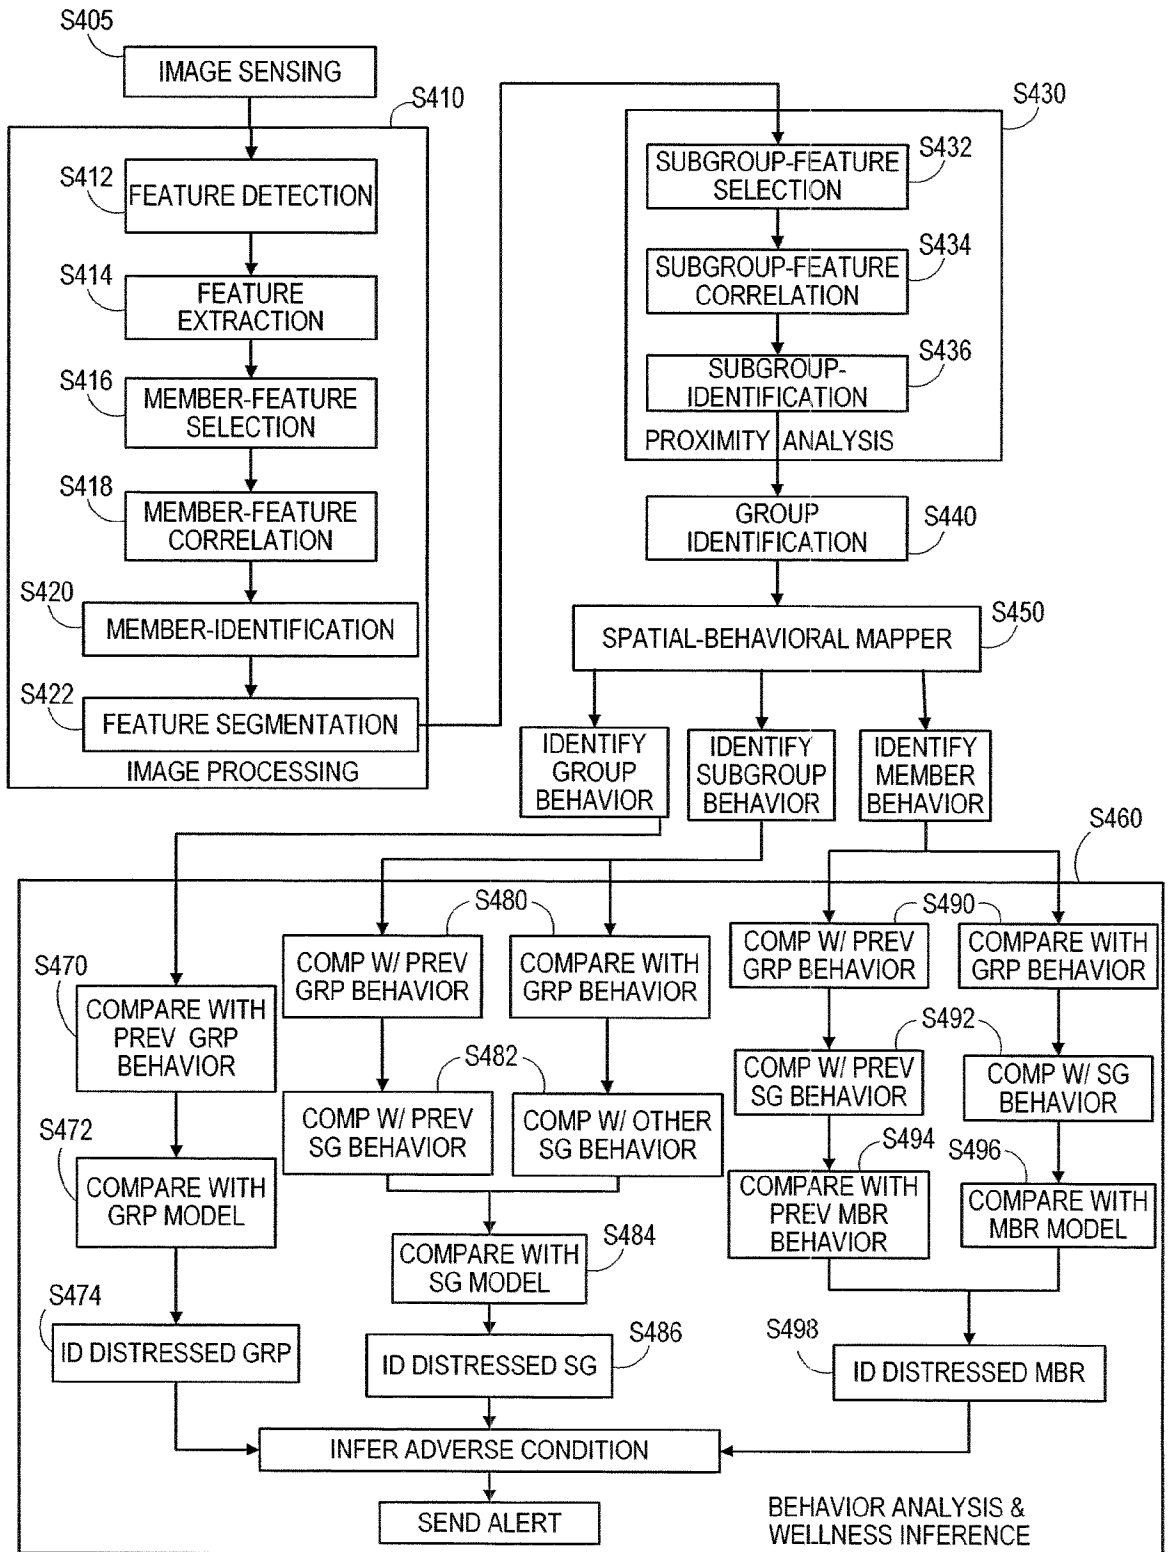 S405
IMAGE SENSING
S410
S412
FEATURE DETECTION
S414
FEATURE
EXTRACTION
S416
MEMBER-FEATURE
SELECTION
S418
MEMBER-FEATURE
CORRELATION
S420
MEMBER-IDENTIFICATION
S422
FEATURE SEGMENTATION
IMAGE PROCESSING
S430
S432
SUBGROUP-FEATURE
SELECTION
S434
SUBGROUP-FEATURE
CORRELATION
S436
SUBGROUP-
IDENTIFICATION
PROXIMITY ANALYSIS
GROUP
IDENTIFICATION
S440
S450
SPATIAL-BEHAVIORAL MAPPER
IDENTIFY
GROUP
BEHAVIOR
IDENTIFY
SUBGROUP
BEHAVIOR
IDENTIFY
MEMBER
BEHAVIOR
S460
S470
COMPARE WITH
PREV GRP
BEHAVIOR
S472
COMPARE WITH
GRP MODEL
S474
ID DISTRESSED GRP
S480
COMP W/ PREV
GRP BEHAVIOR
COMPARE WITH
GRP BEHAVIOR
S482
COMP W/ PREV
SG BEHAVIOR
COMP W/ OTHER
SG BEHAVIOR
COMPARE WITH
SG MODEL
S484
ID DISTRESSED SG
S486
S490
COMP W/ PREV
GRP BEHAVIOR
COMPARE WITH
GRP BEHAVIOR
S492
COMP W/ PREV
SG BEHAVIOR
COMP W/ SG
BEHAVIOR
S494
COMPARE WITH
PREV MBR
BEHAVIOR
S496
COMPARE WITH
MBR MODEL
S498
ID DISTRESSED MBR
INFER ADVERSE CONDITION
SEND ALERT
BEHAVIOR ANALYSIS &
WELLNESS INFERENCE